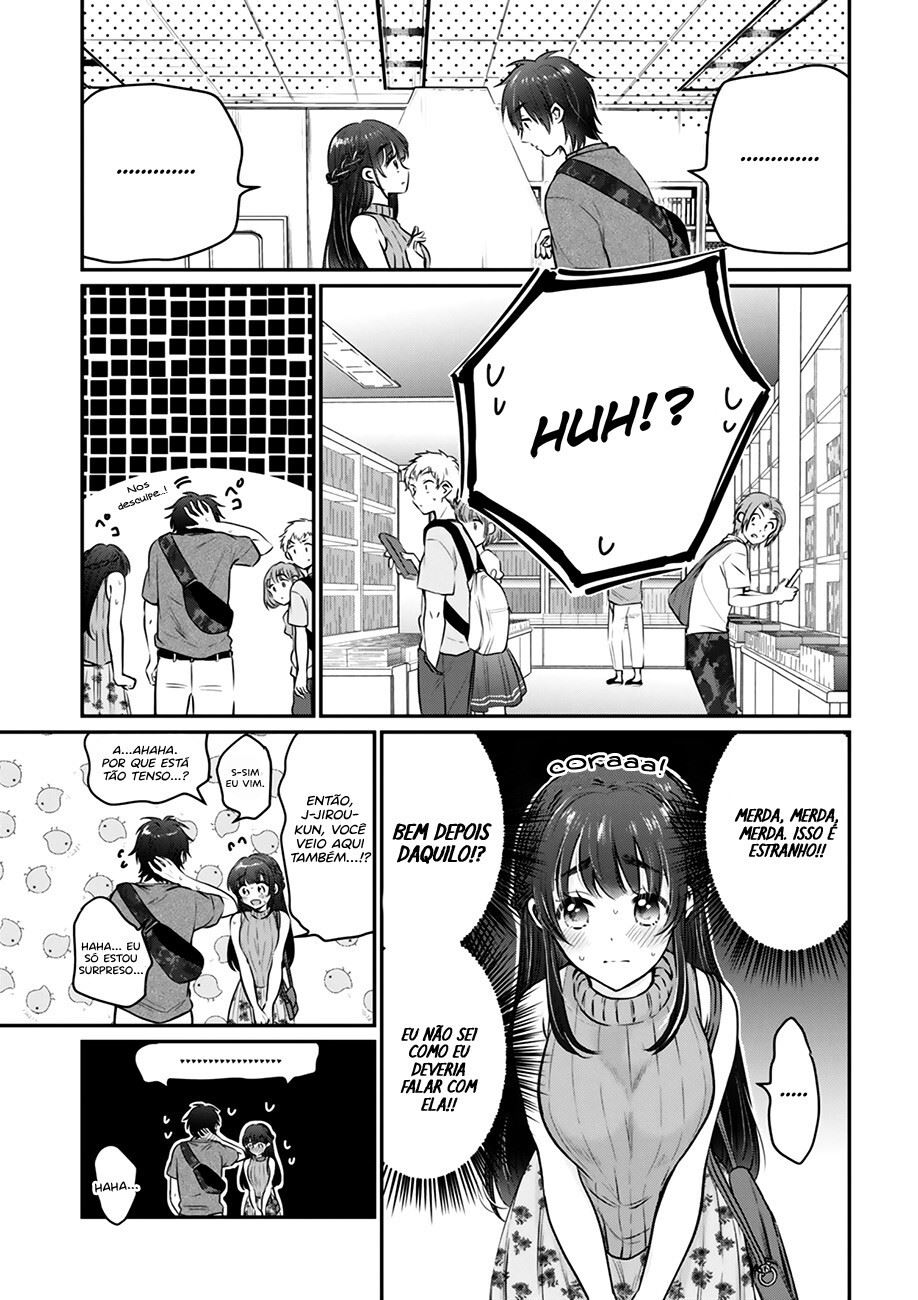 ...............
...............
HUH!?
Nos
desculpe..!
MERDA, MERDA,
MERDA. ISSO É
ESTRANHO!!
coraaa!
BEM DEPOIS
DAQUILO!?
......
EU NÃO SEI
COMO EU
DEVERIA
FALAR COM
ELA!!
ENTÃO,
J-JIROU-
KUN, VOCÊ
VEIO AQUI
TAMBÉM...!?
S-SIM
EU VIM.
A...AHAHA.
POR QUE ESTÁ
TÃO TENSO...?
HAHA... EU
SÓ ESTOU
SURPRESO...
.....................
HAHA...